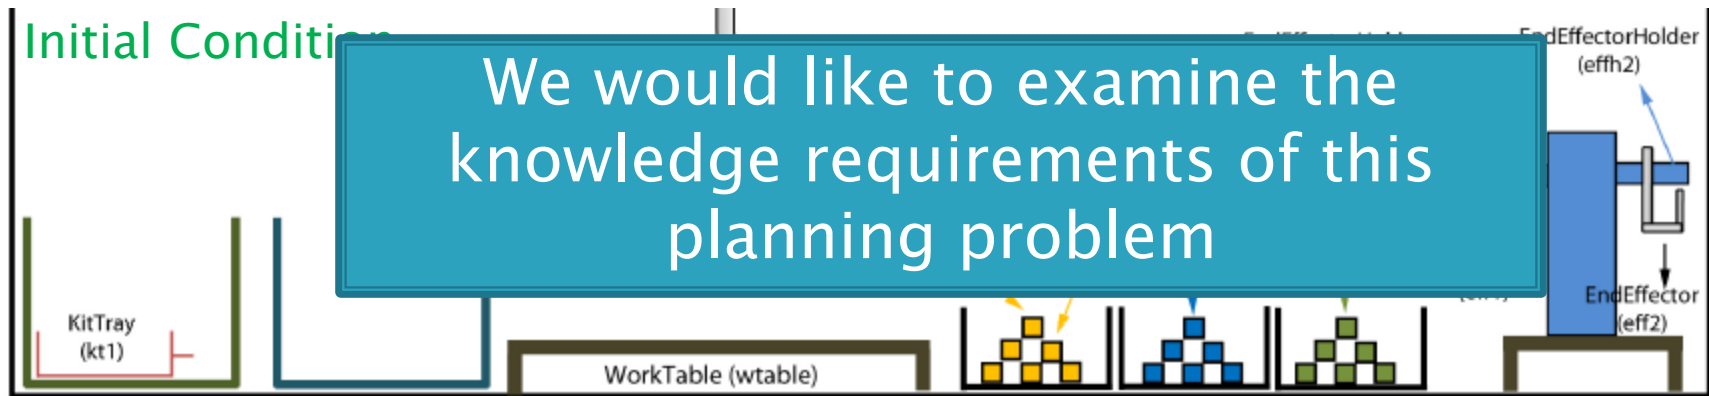 Initial Condition
EndEffectorHolder
(effh2)
We would like to examine the
knowledge requirements of this
planning problem
KitTray
(kt1)
WorkTable (wtable)
EndEffector
(eff2)